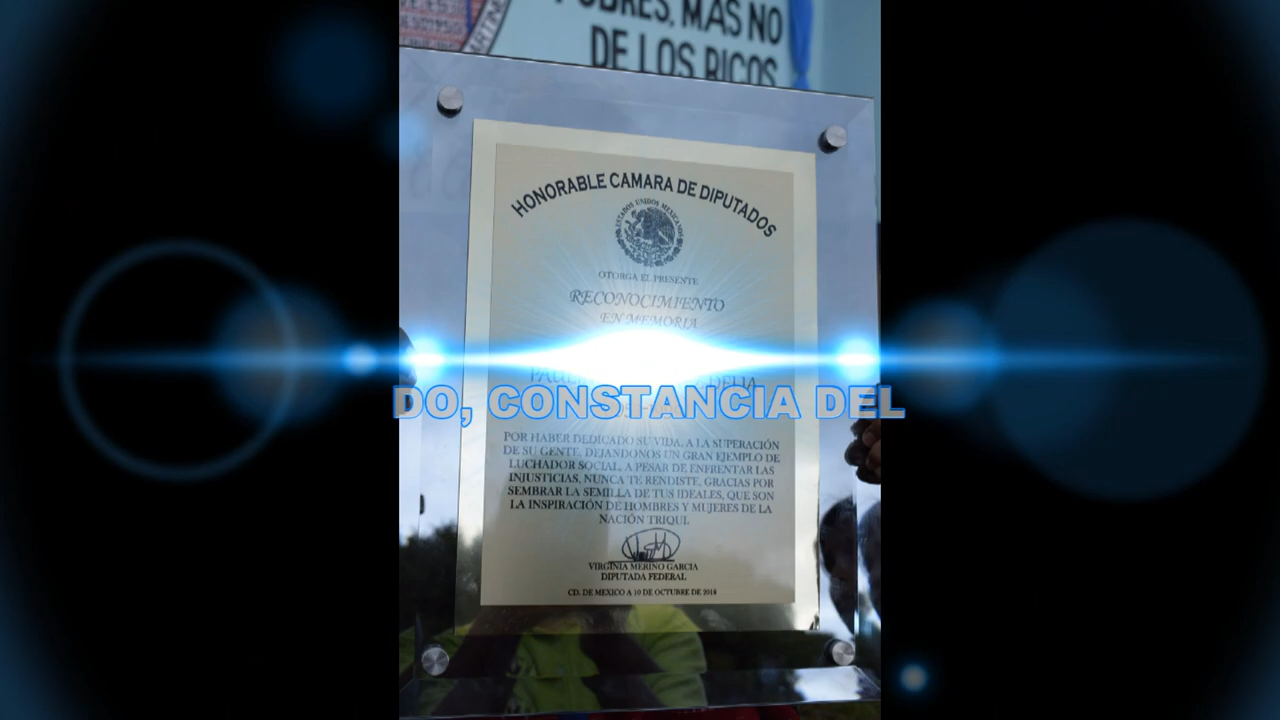 POBRES, MAS NO
DE LOS RICOS
HONORABLE CAMARA DE DIPUTADOS
ESTADOS UNIDOS MEXICANOS
OTORGA EL PRESENTE
RECONOCIMIENTO
EN MEMORIA
DELIA
DO, CONSTANCIA DEL
POR HABER DEDICADO SU VIDA, A LA SUPERACIÓN
DE SU GENTE, DEJANDONOS UN GRAN EJEMPLO DE
LUCHADOR SOCIAL, A PESAR DE ENFRENTAR LAS
INJUSTICIAS, NUNCA TE RENDISTE, GRACIAS POR
SEMBRAR LA SEMILLA DE TUS IDEALES, QUE SON
LA INSPIRACIÓN DE HOMBRES Y MUJERES DE LA
NACIÓN TRIQUI.
VIRGINIA MERINO GARCIA
DIPUTADA FEDERAL
CD. DE MEXICO A 10 DE OCTUBRE DE 2018